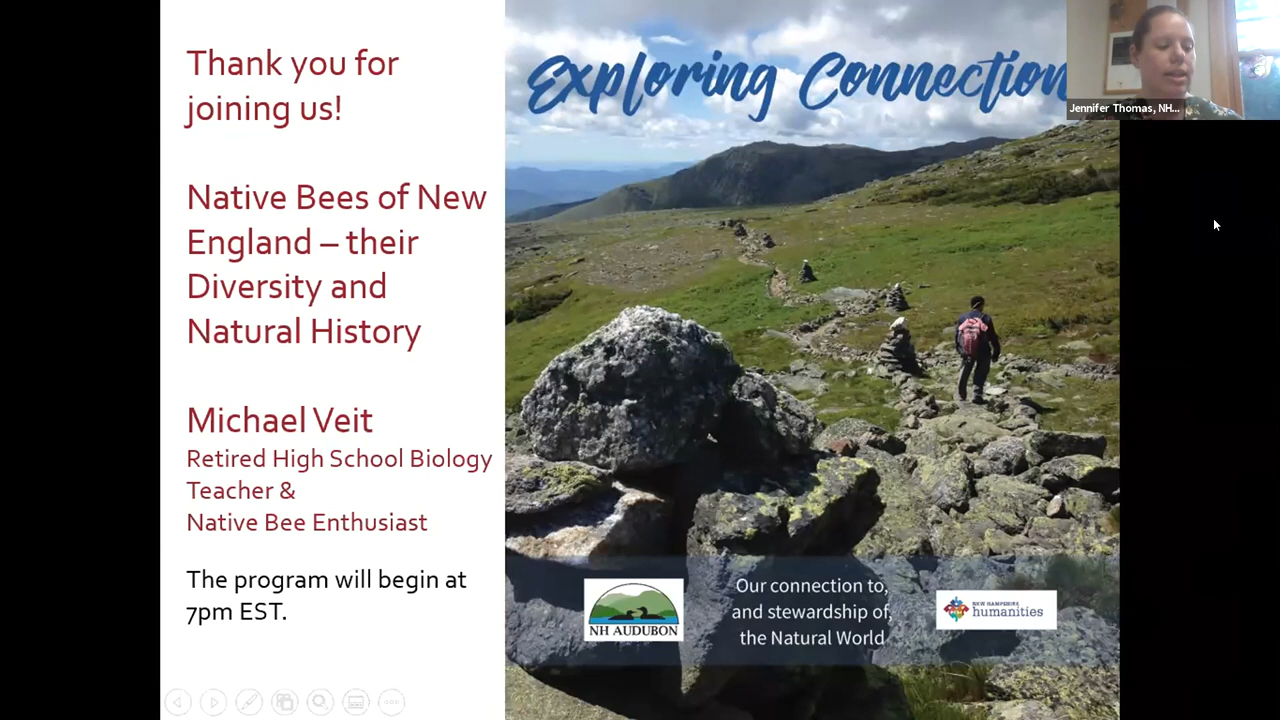 Thank you for
joining us!
Native Bees of New
England – their
Diversity and
Natural History
Michael Veit
Retired High School Biology
Teacher &
Native Bee Enthusiast
The program will begin at
7pm EST.
Exploring Connection
Jennifer Thomas, NH...
NH AUDUBON
Our connection to,
and stewardship of,
the Natural World
NEW HAMPSHIRE
humanities